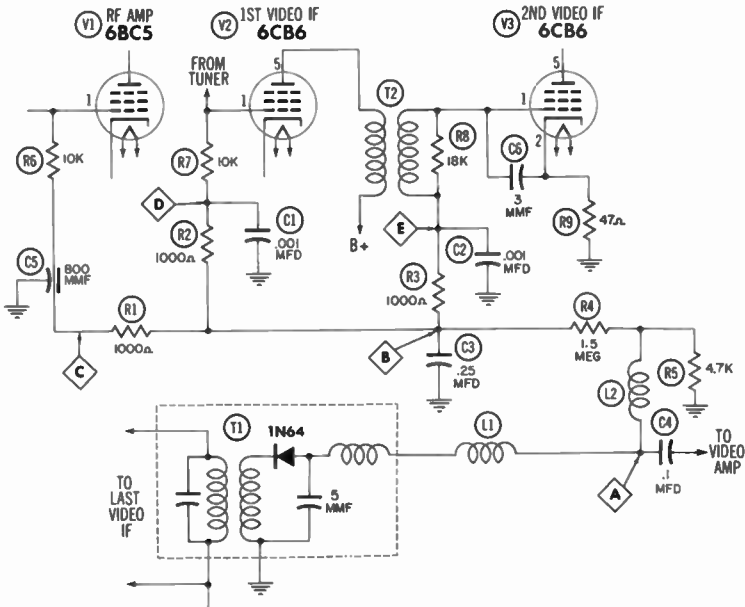 V1 RF AMP
6BC5
V2 1ST VIDEO IF
6CB6
V3 2ND VIDEO IF
6CB6
FROM
TUNER
5
5
1
1
1
2
T2
R6
10K
R7
10K
R8
18K
C6
3
MMF
R9
47Ω
D
C1
.001
MFD
R2
1000Ω
B+
E
C2
.001
MFD
C5
800
MMF
R3
1000Ω
R1
1000Ω
R4
1.5
MEG
C
B
C3
.25
MFD
R5
4.7K
L2
T1
1N64
L1
C4
.1
MFD
TO
VIDEO
AMP
TO
LAST
VIDEO
IF
5
MMF
A